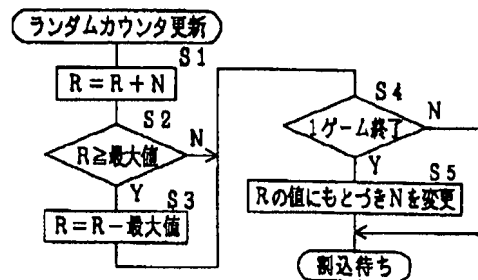 ランダムカウンタ更新
S1
R=R+N
S2
R≧最大値
N
Y
S3
R=R-最大値
S4
1ゲーム終了
N
Y
S5
Rの値にもとづきNを変更
割込待ち